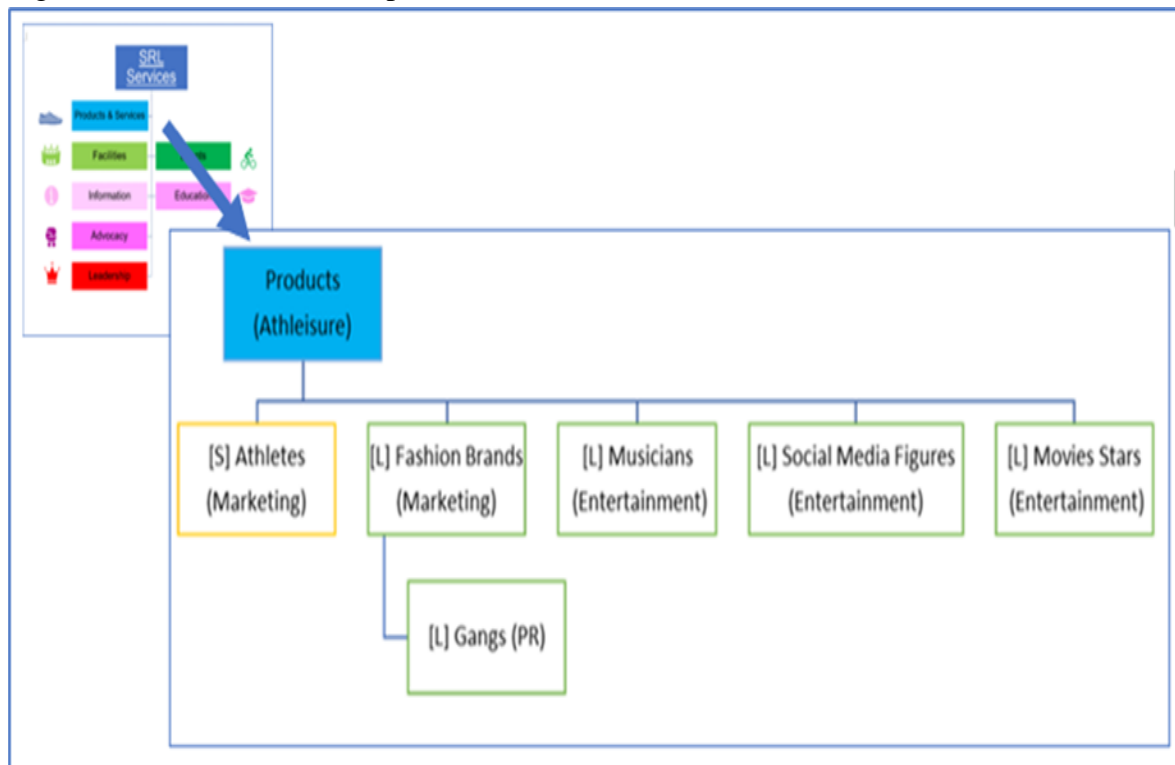 SRL
Services
Products & Services
Facilities
Information
Education
Advocacy
Leadership
Products
(Athleisure)
[S] Athletes
(Marketing)
[L] Fashion Brands
(Marketing)
[L] Musicians
(Entertainment)
[L] Social Media Figures
(Entertainment)
[L] Movies Stars
(Entertainment)
[L] Gangs (PR)